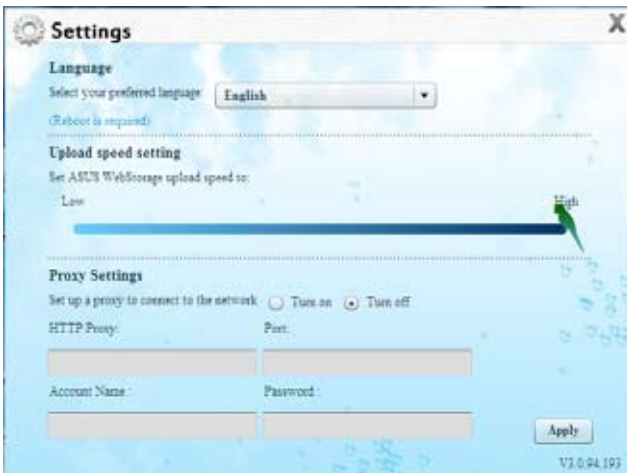 Settings
X
Language
Select your preferred language: English
(Reboot is required)
Upload speed setting
Set ASUS WebStorage upload speed to:
Low High
Proxy Settings
Set up a proxy to connect to the network Turn on Turn off
HTTP Proxy: Port:
Account Name : Password :
Apply
V3.0.94.193